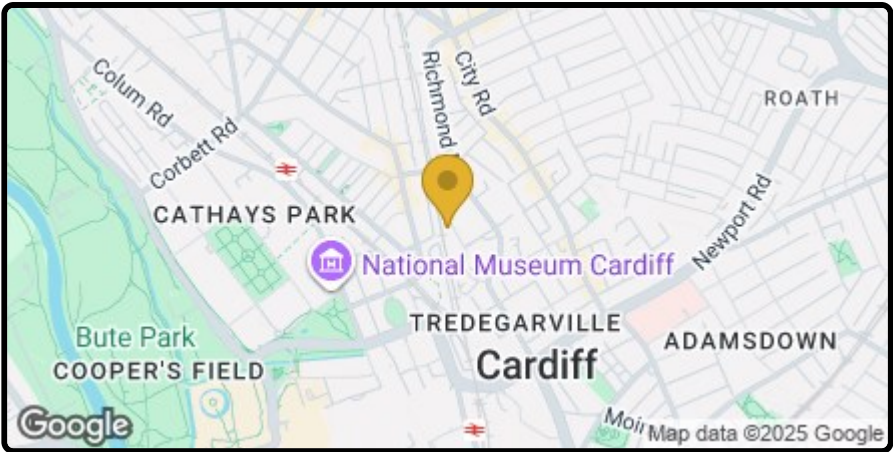 Colum Rd
Corbett Rd
Richmond
City Rd
ROATH
CATHAYS PARK
Newport Rd
National Museum Cardiff
TREDEGARVILLE
Bute Park
ADAMSDOWN
COOPER'S FIELD
Cardiff
Google
Map data ©2025 Google